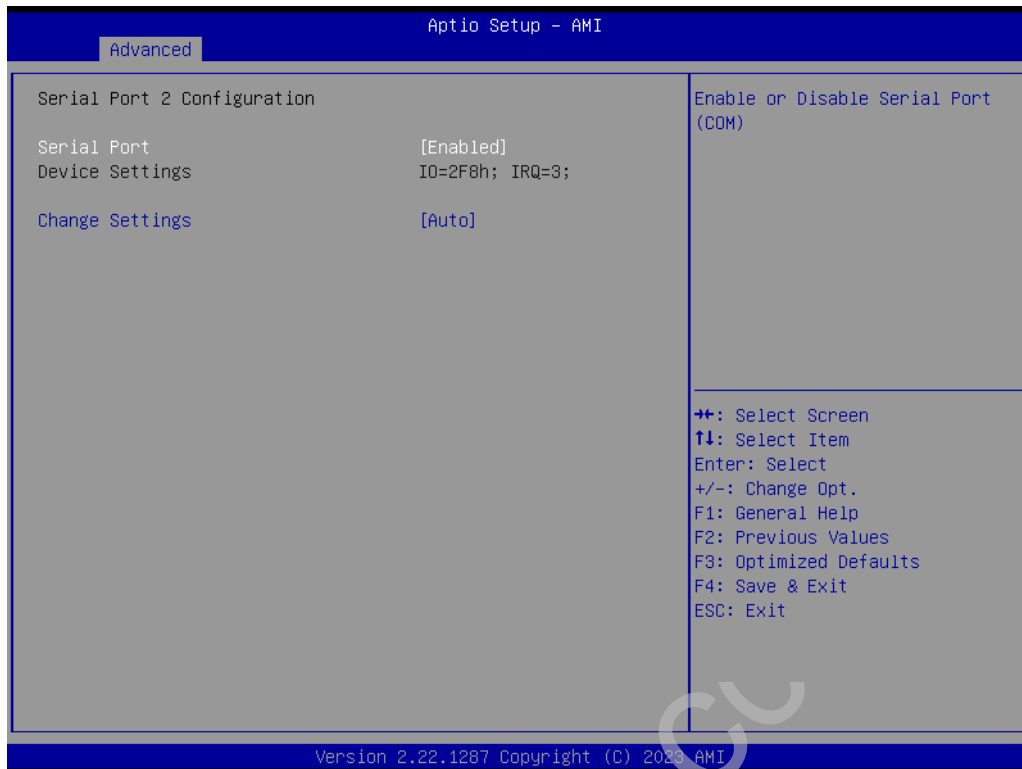 Aptio Setup – AMI
Advanced
Serial Port 2 Configuration
Serial Port [Enabled]
Device Settings IO=2F8h; IRQ=3;
Change Settings [Auto]
Enable or Disable Serial Port
(COM)
→←: Select Screen
↑↓: Select Item
Enter: Select
+/-: Change Opt.
F1: General Help
F2: Previous Values
F3: Optimized Defaults
F4: Save & Exit
ESC: Exit
Version 2.22.1287 Copyright (C) 2023 AMI